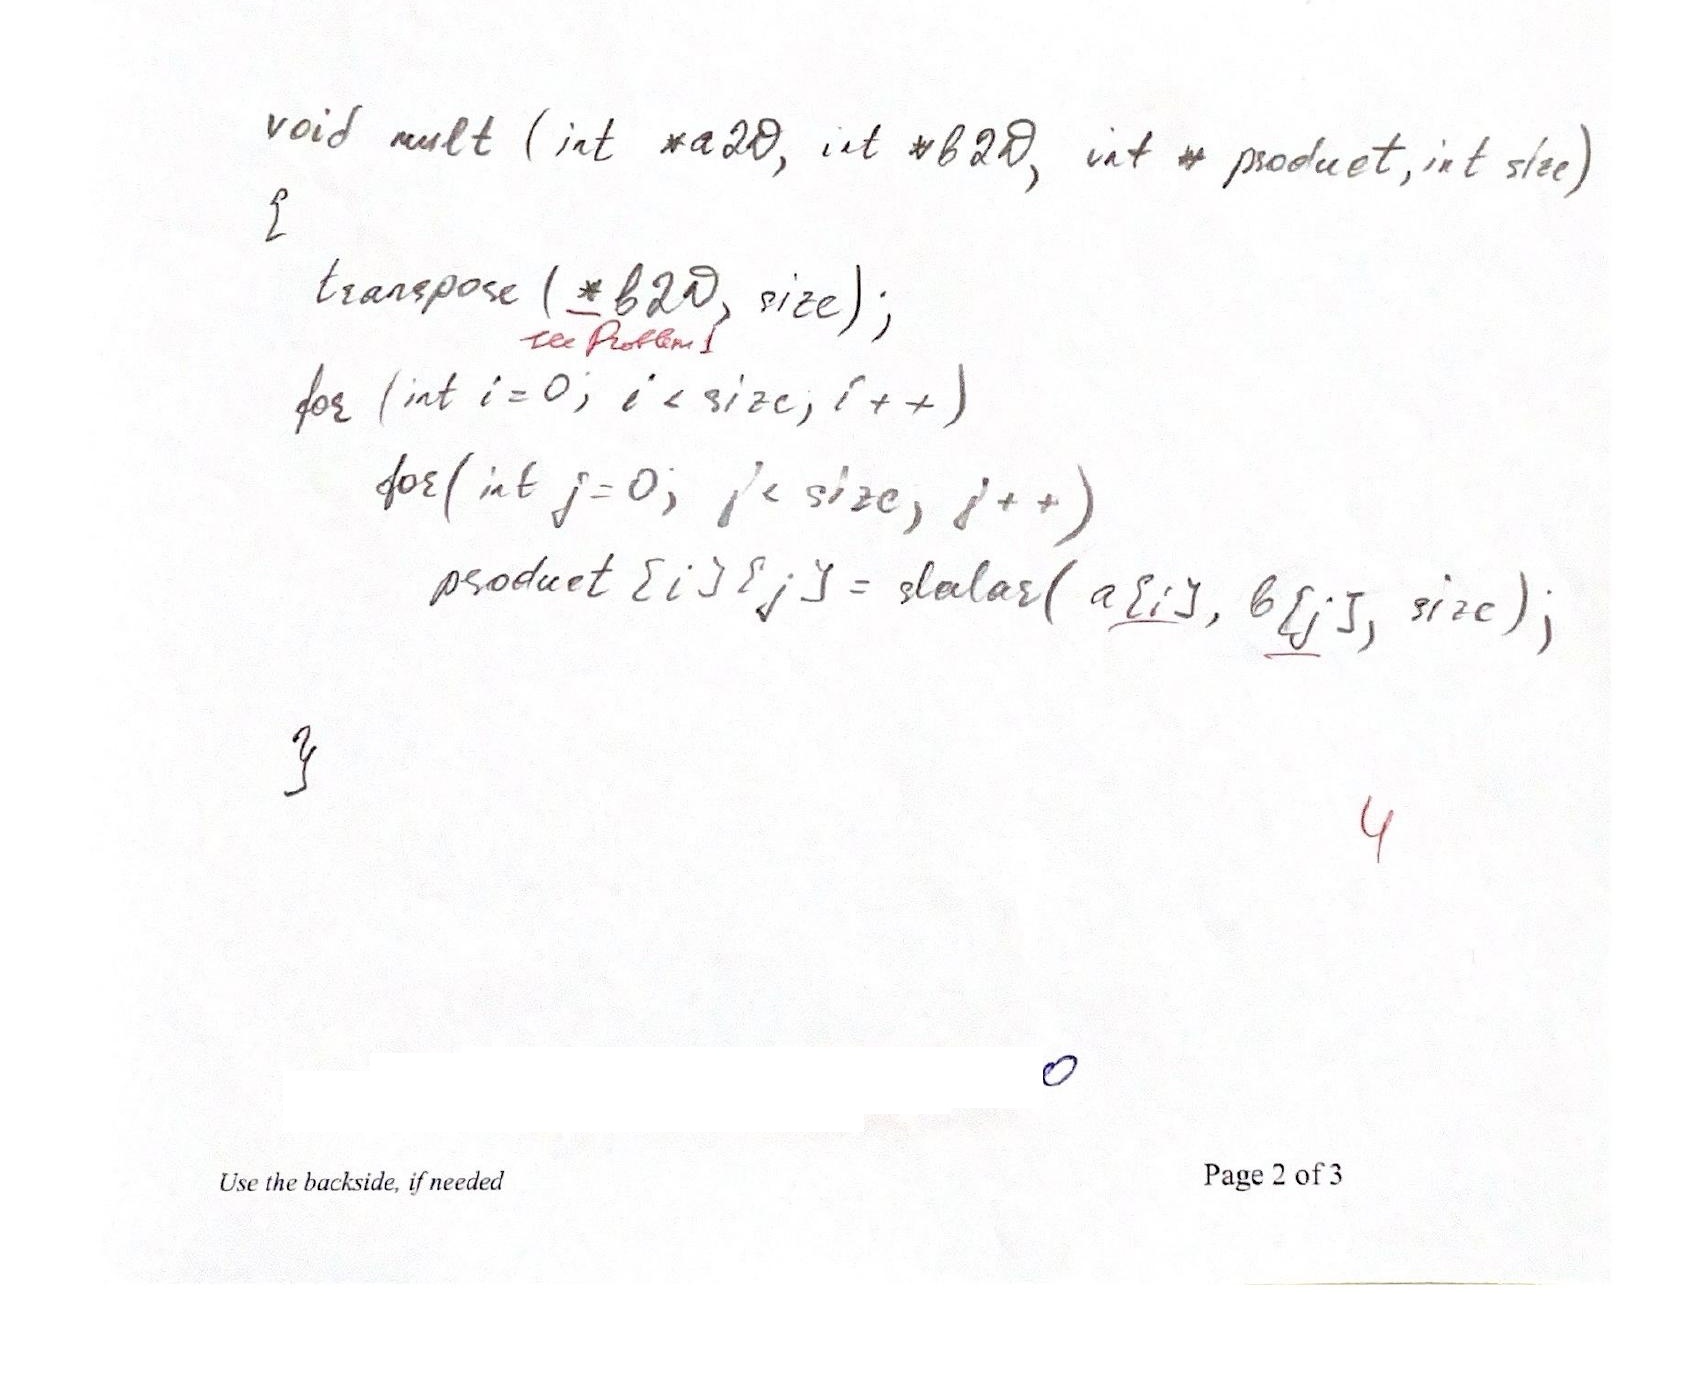 void mult (int *a2D, int *b2D, int * product, int size)
{
transpose (*b2D, size);
see Problem 1
for (int i=0; i < size; i++)
for (int j=0; j < size; j++)
product [i][j] = skalar( a[i], b[j], size);
}
4
0
Use the backside, if needed Page 2 of 3